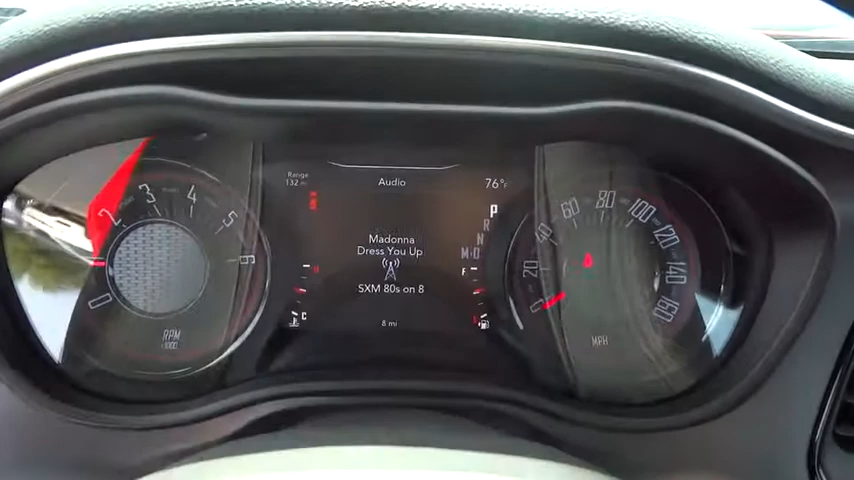 Range
132 mi
Audio
76°F
P
R
N
D
M
Madonna
Dress You Up
SXM 80s on 8
8 mi
H
C
F
E
1
2
3
4
5
6
RPM
x1000
20
40
60
80
100
120
140
160
MPH